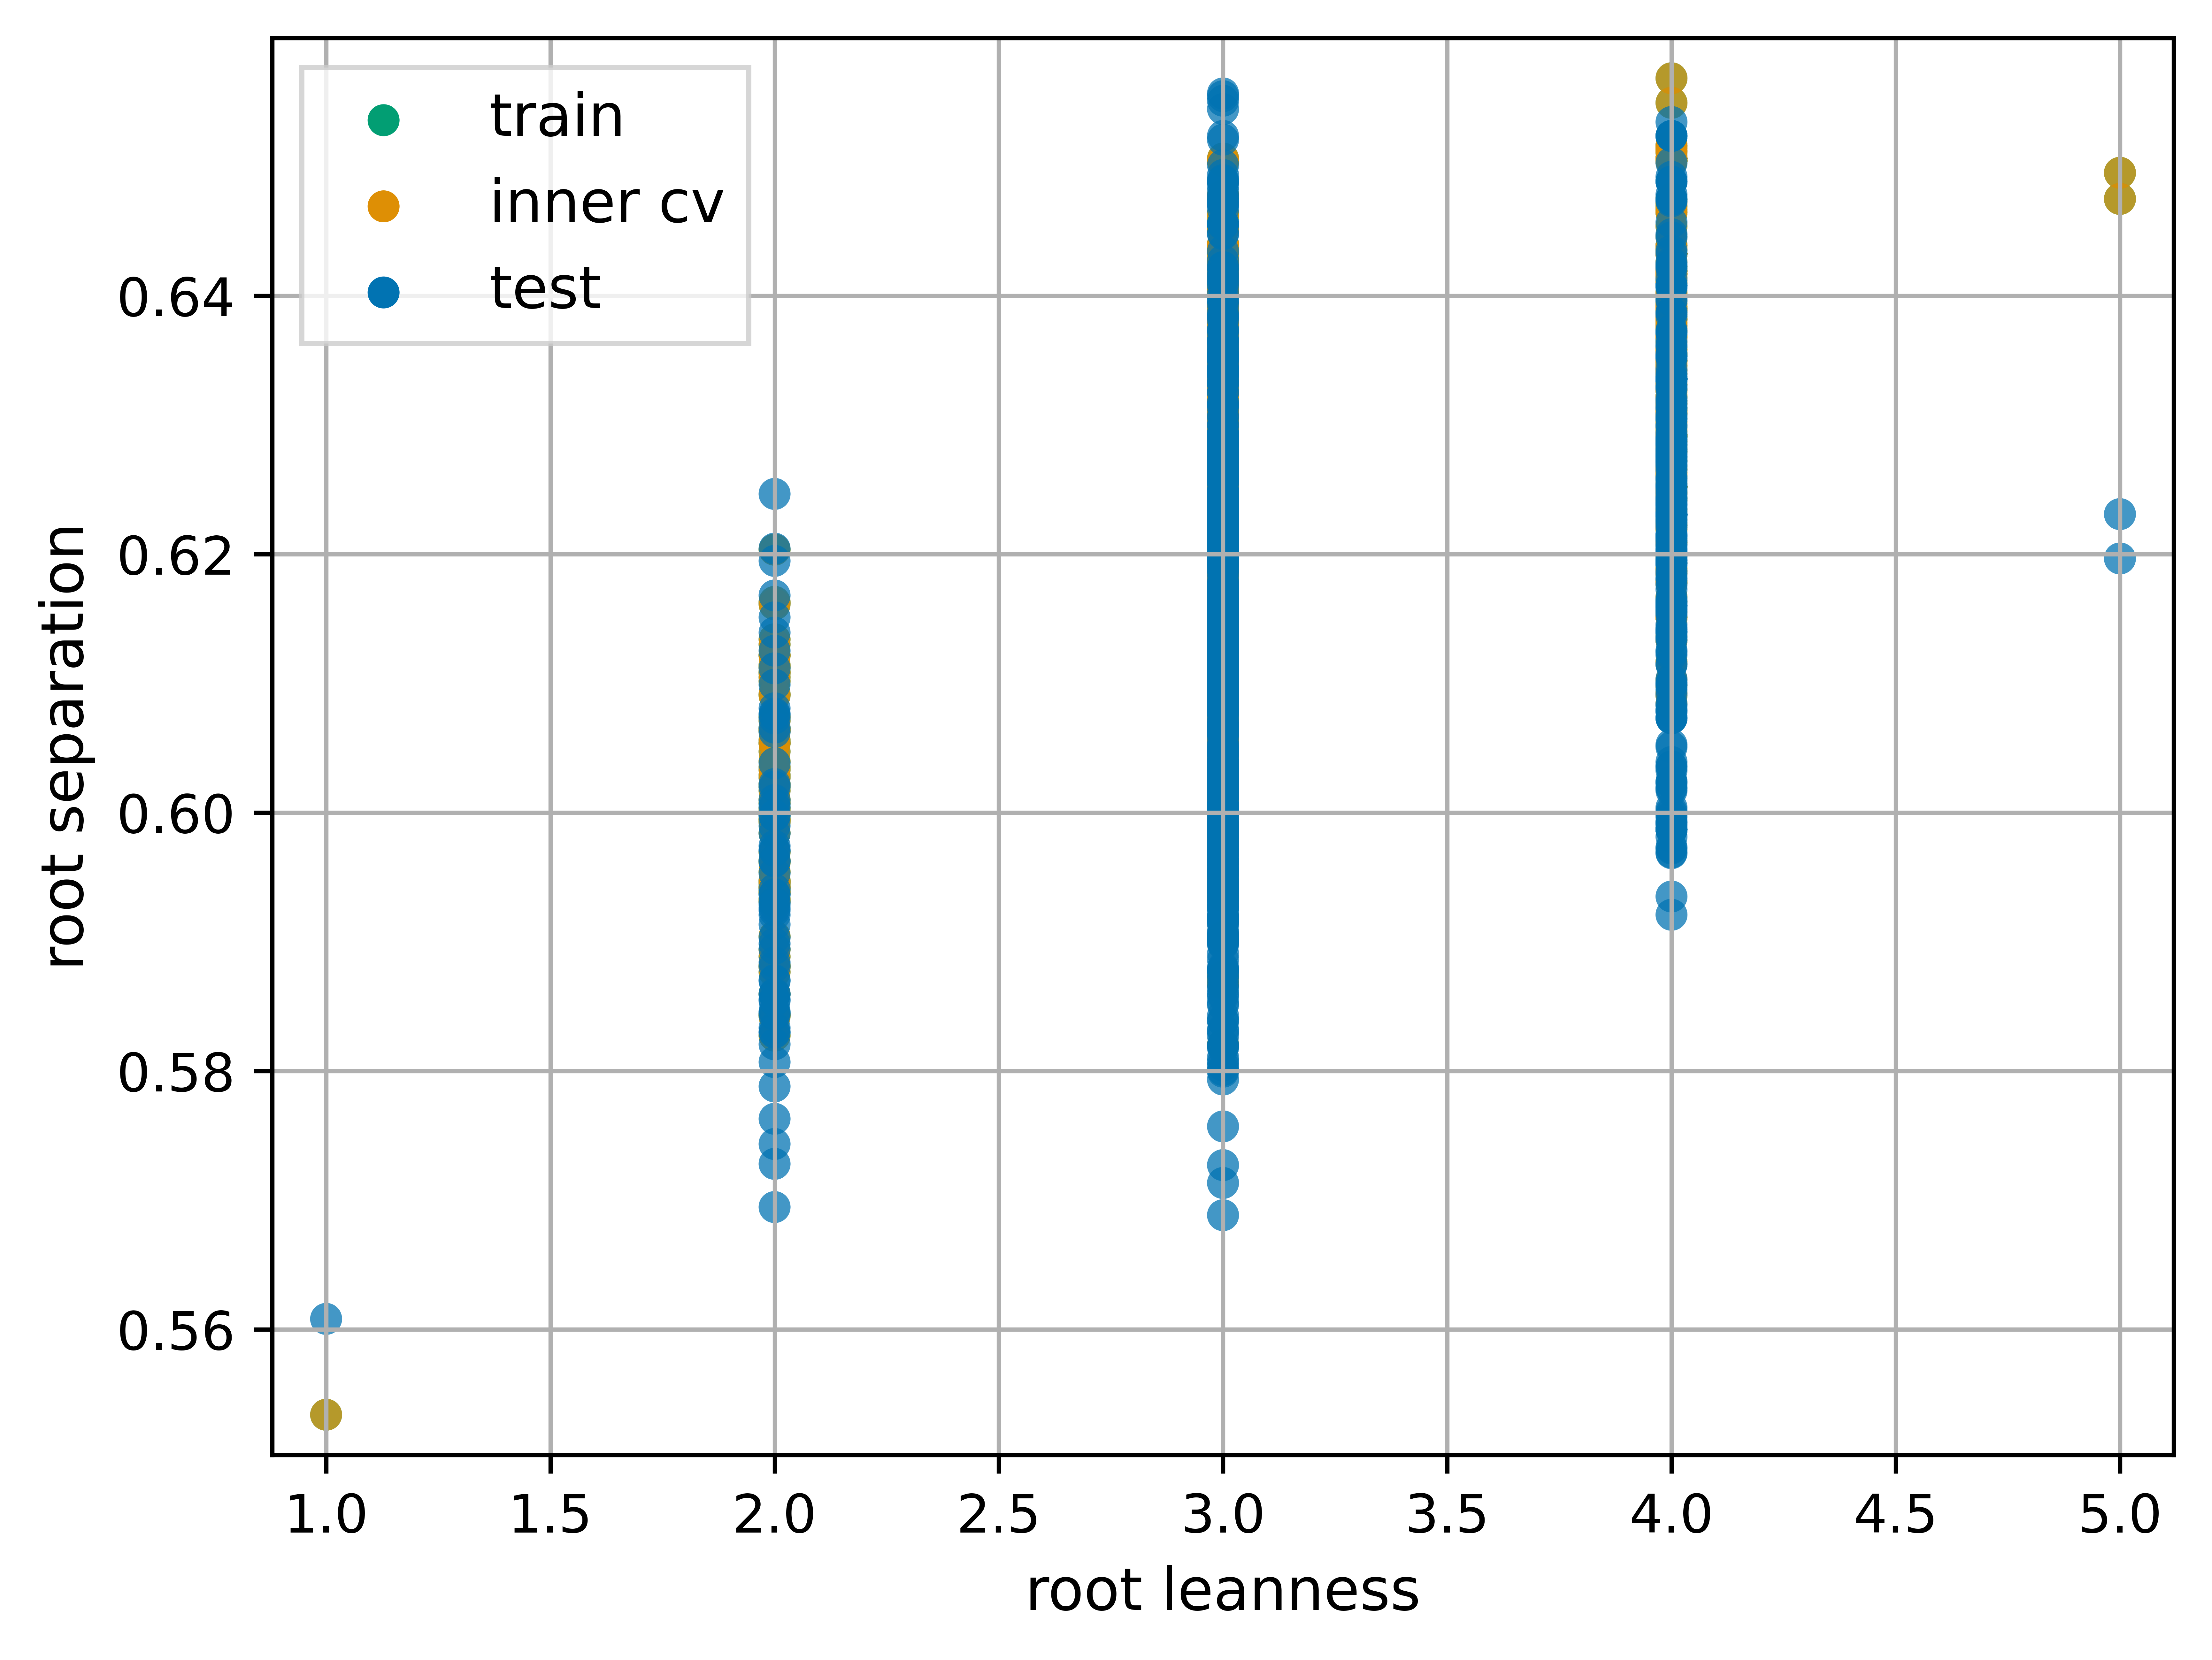 train
inner cv
test
0.64
0.62
0.60
0.58
0.56
root separation
1.0 1.5 2.0 2.5 3.0 3.5 4.0 4.5 5.0
root leanness